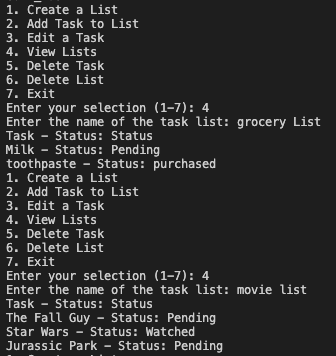 1. Create a List
2. Add Task to List
3. Edit a Task
4. View Lists
5. Delete Task
6. Delete List
7. Exit
Enter your selection (1-7): 4
Enter the name of the task list: grocery List
Task - Status: Status
Milk - Status: Pending
toothpaste - Status: purchased
1. Create a List
2. Add Task to List
3. Edit a Task
4. View Lists
5. Delete Task
6. Delete List
7. Exit
Enter your selection (1-7): 4
Enter the name of the task list: movie list
Task - Status: Status
The Fall Guy - Status: Pending
Star Wars - Status: Watched
Jurassic Park - Status: Pending